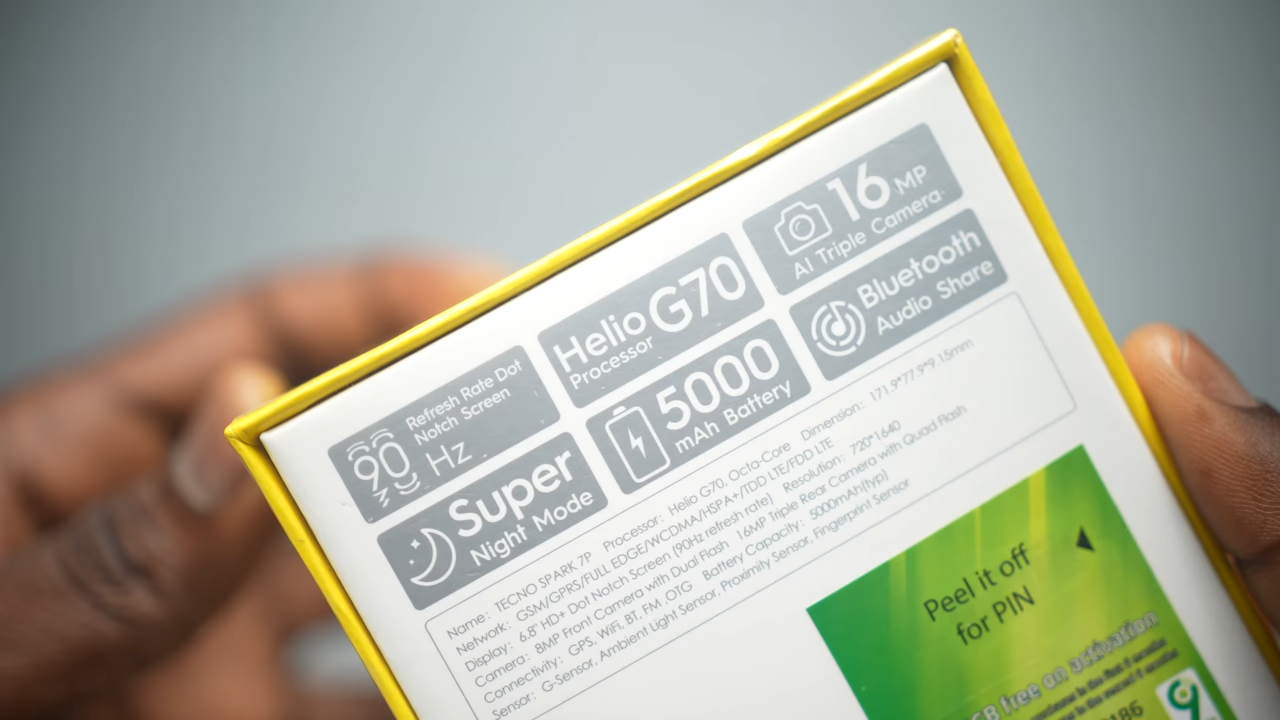 90 Hz
Refresh Rate Dot
Notch Screen
Helio G70
Processor
16 MP
AI Triple Camera
Super
Night Mode
5000
mAh Battery
Bluetooth
Audio Share
Name: TECNO SPARK 7P Processor: Helio G70, Octa-Core Dimension: 171.9*77.9*9.15mm
Network: GSM/GPRS/FULL EDGE/WCDMA/HSPA+/TDD LTE/FDD LTE
Display: 6.8" HD+ Dot Notch Screen (90Hz refresh rate) Resolution: 720*1640
Camera: 8MP Front Camera with Dual Flash 16MP Triple Rear Camera with Quad Flash
Connectivity: GPS, WiFi, BT, FM ,OTG Battery Capacity: 5000mAh(typ)
Sensor: G-Sensor, Ambient Light Sensor, Proximity Sensor, Fingerprint Sensor
Peel it off
for PIN
free on activation